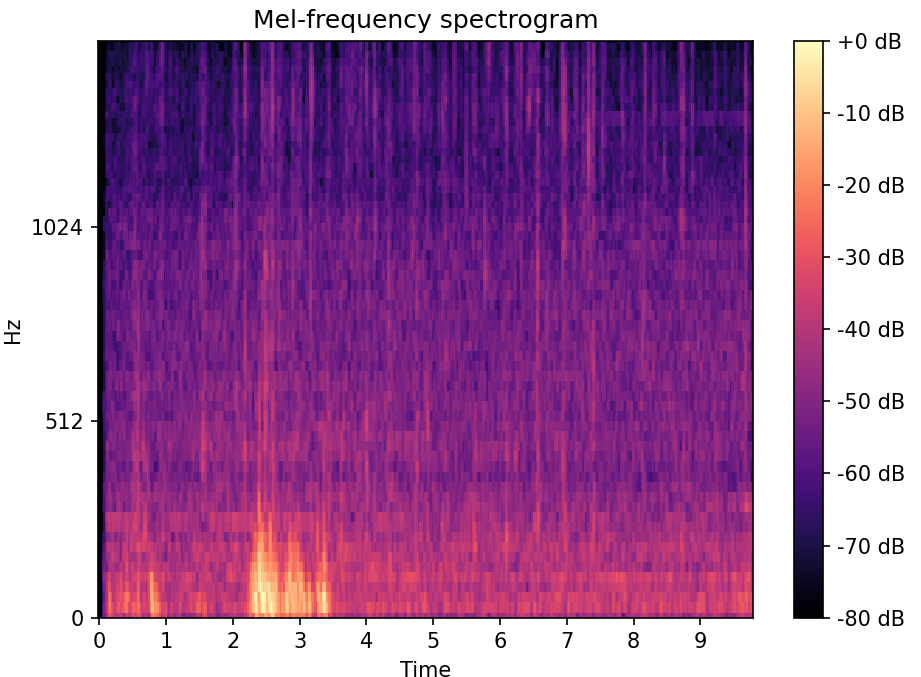 Mel-frequency spectrogram
Hz
1024
512
0
0 1 2 3 4 5 6 7 8 9
Time
+0 dB
-10 dB
-20 dB
-30 dB
-40 dB
-50 dB
-60 dB
-70 dB
-80 dB